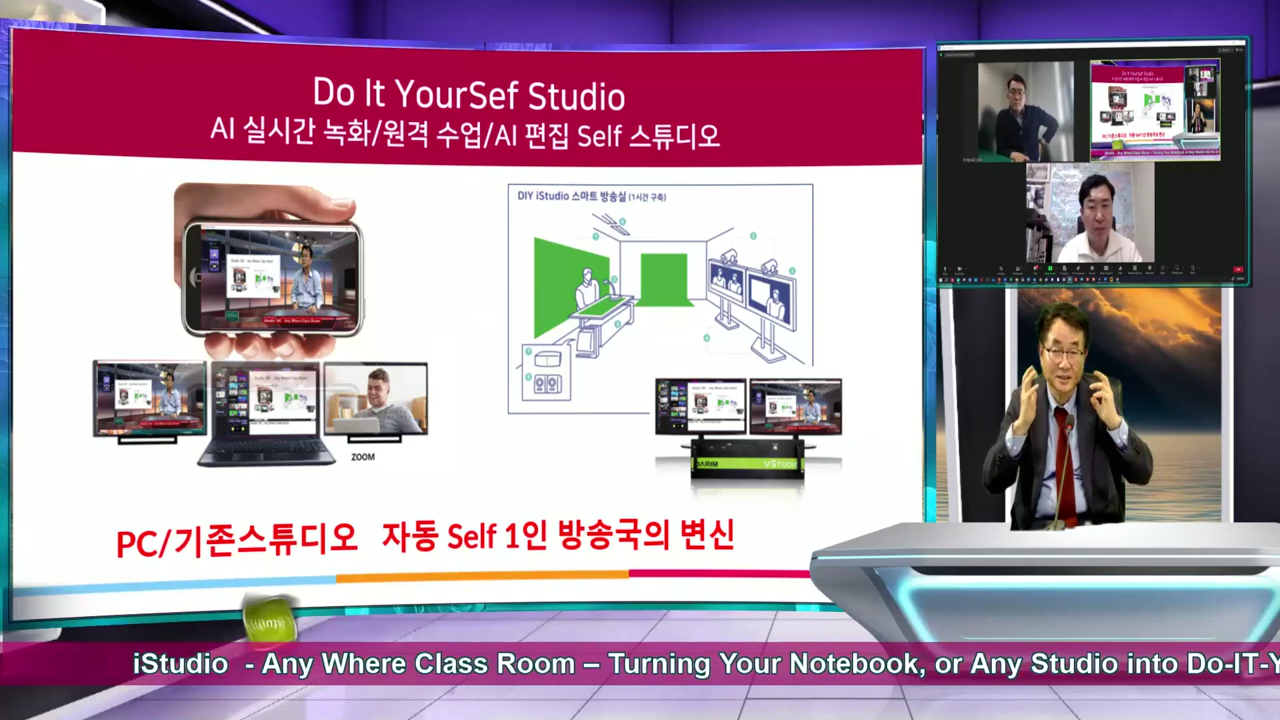 Do It YourSef Studio
AI 실시간 녹화/원격 수업/AI 편집 Self 스튜디오
DIY iStudio 스마트 방송실 (1시간 구축)
ZOOM
DARIM
VSTUDIO
PC/기존스튜디오 자동 Self 1인 방송국의 변신
iStudio - Any Where Class Room – Turning Your Notebook, or Any Studio into Do-IT-Y